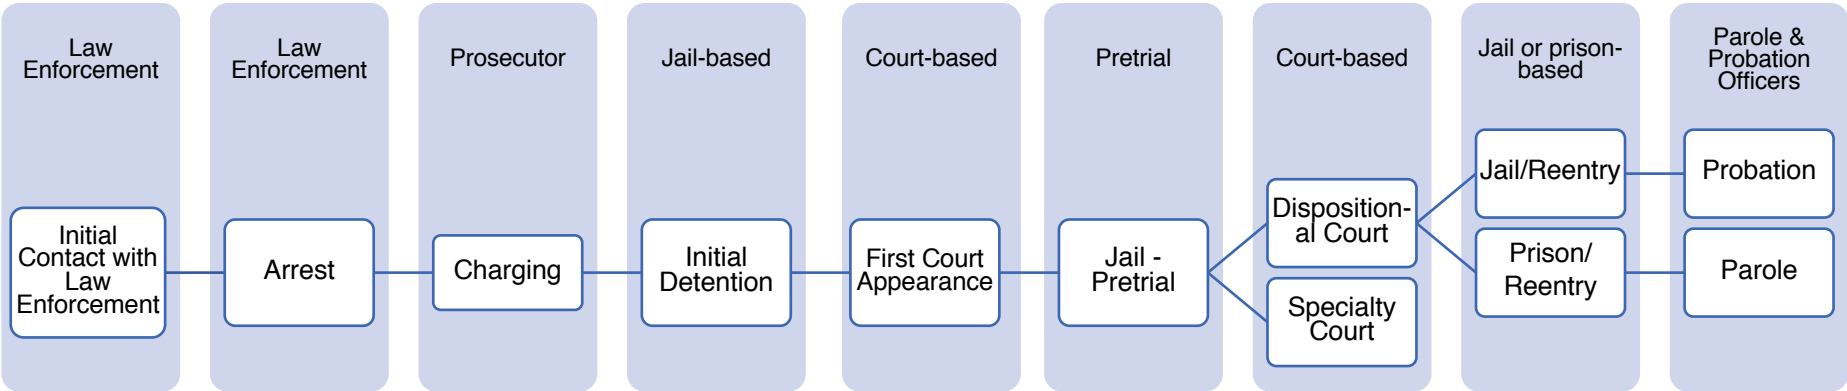 Law
Enforcement
Law
Enforcement
Prosecutor
Jail-based
Court-based
Pretrial
Court-based
Jail or prison-
based
Parole &
Probation
Officers
Initial
Contact with
Law
Enforcement
Arrest
Charging
Initial
Detention
First Court
Appearance
Jail -
Pretrial
Disposition-
al Court
Specialty
Court
Jail/Reentry
Prison/
Reentry
Probation
Parole